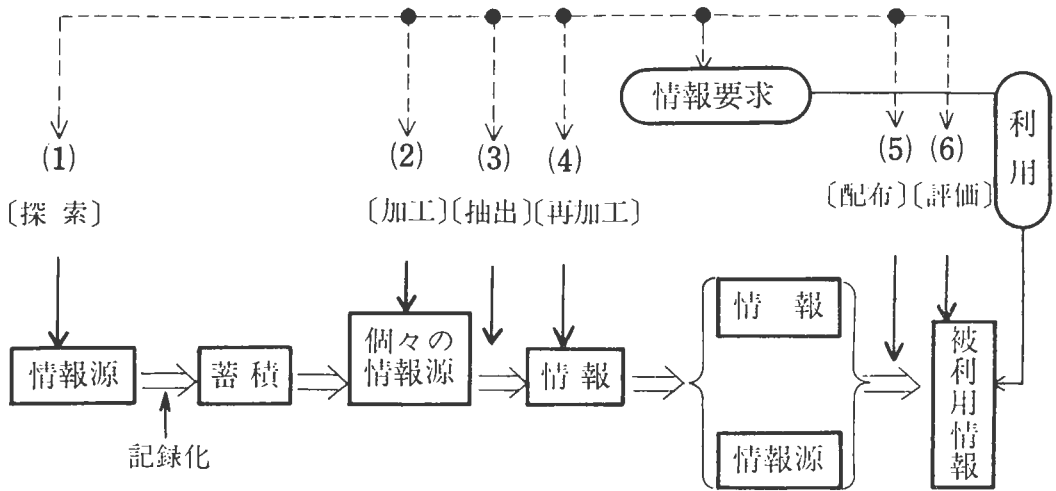 情報要求
利用
(1)
(2)
(3)
(4)
(5)
(6)
〔探索〕
〔加工〕
〔抽出〕
〔再加工〕
〔配布〕
〔評価〕
情報
情報源
蓄積
個々の
情報源
情報
被利用情報
記録化
情報源